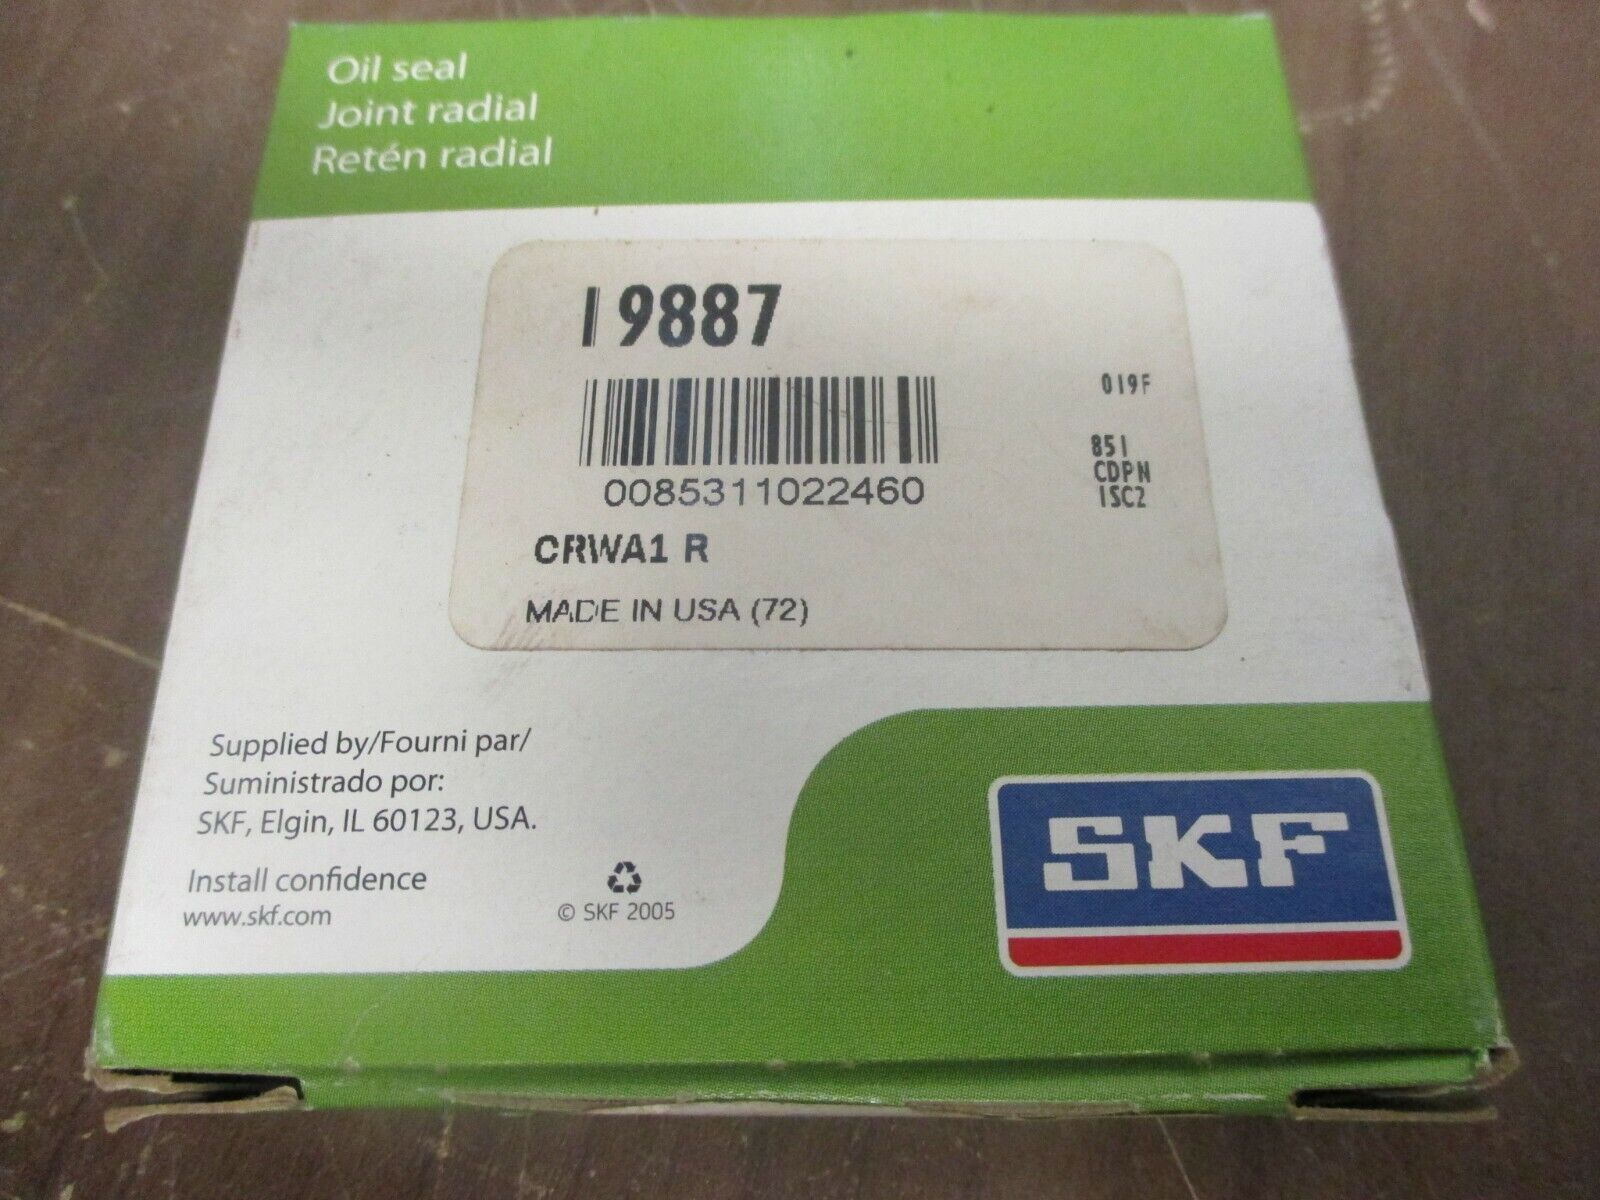 Oil seal
Joint radial
Retén radial
19887
0085311022460
CRWA1 R
MADE IN USA (72)
019F
851
CDPN
1SC2
Supplied by/Fourni par/
Suministrado por:
SKF, Elgin, IL 60123, USA.
Install confidence
www.skf.com
© SKF 2005
SKF